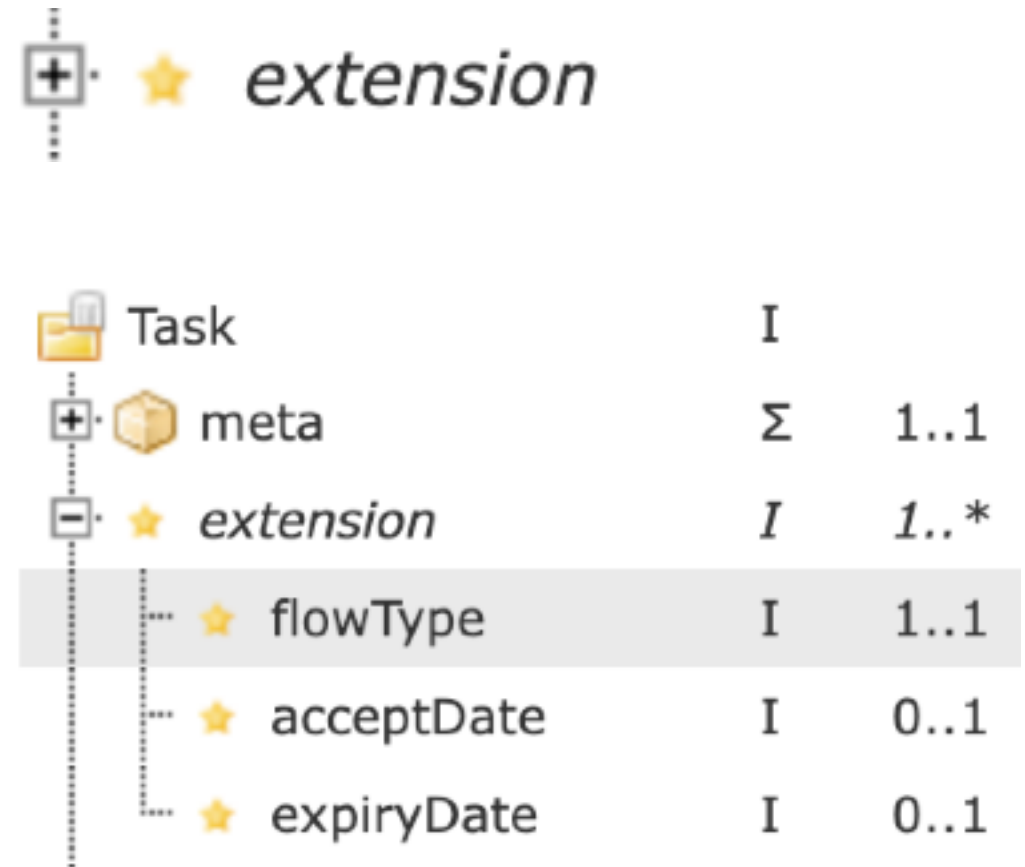 extension
Task I
meta Σ 1..1
extension I 1..*
flowType I 1..1
acceptDate I 0..1
expiryDate I 0..1